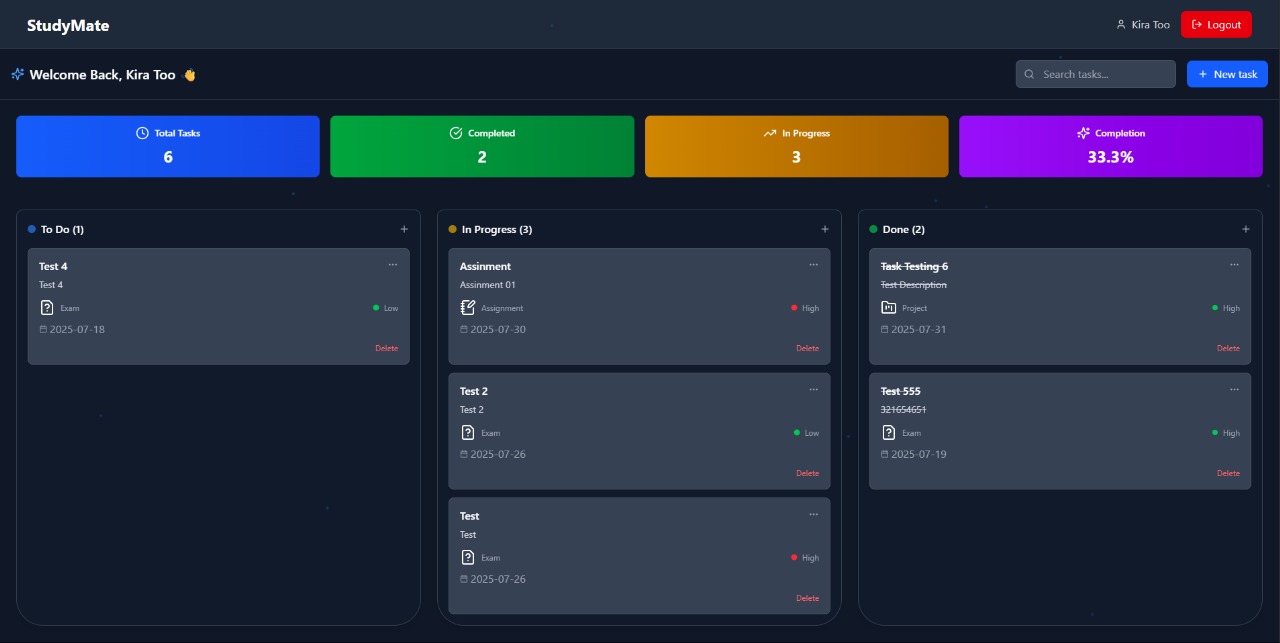 StudyMate
Kira Too
Logout
Welcome Back, Kira Too 👋
Search tasks...
+ New task
Total Tasks
6
Completed
2
In Progress
3
Completion
33.3%
To Do (1)
+
Test 4
...
Test 4
Exam
Low
2025-07-18
Delete
In Progress (3)
+
Assinment
...
Assinment 01
Assignment
High
2025-07-30
Delete
Test 2
...
Test 2
Exam
Low
2025-07-26
Delete
Test
...
Test
Exam
High
2025-07-26
Delete
Done (2)
+
Task Testing 6
...
Test Description
Project
High
2025-07-31
Delete
Test 555
...
321654651
Exam
High
2025-07-19
Delete